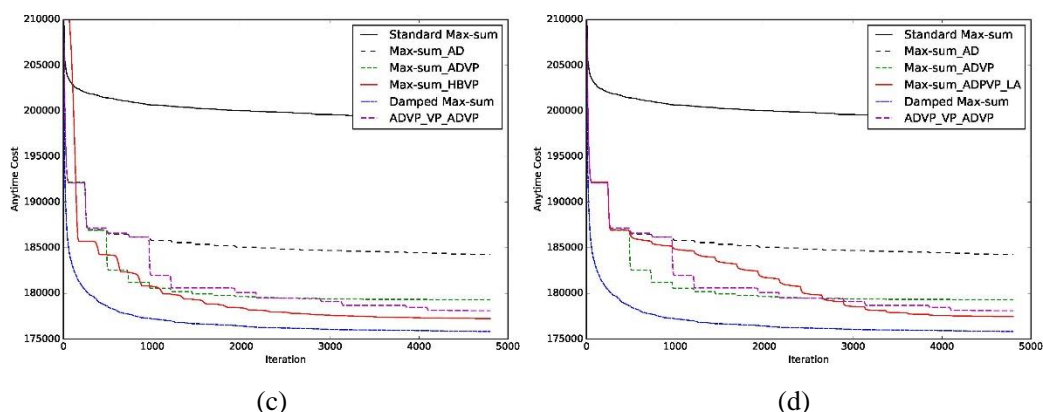 210000
205000
200000
195000
190000
185000
180000
175000
0
1000
2000
3000
4000
5000
Anytime Cost
Iteration
Standard Max-sum
Max-sum_AD
Max-sum_ADVP
Max-sum_HBVP
Damped Max-sum
ADVP_VP_ADVP
(c)
210000
205000
200000
195000
190000
185000
180000
175000
0
1000
2000
3000
4000
5000
Anytime Cost
Iteration
Standard Max-sum
Max-sum_AD
Max-sum_ADVP
Max-sum_ADPVP_LA
Damped Max-sum
ADVP_VP_ADVP
(d)